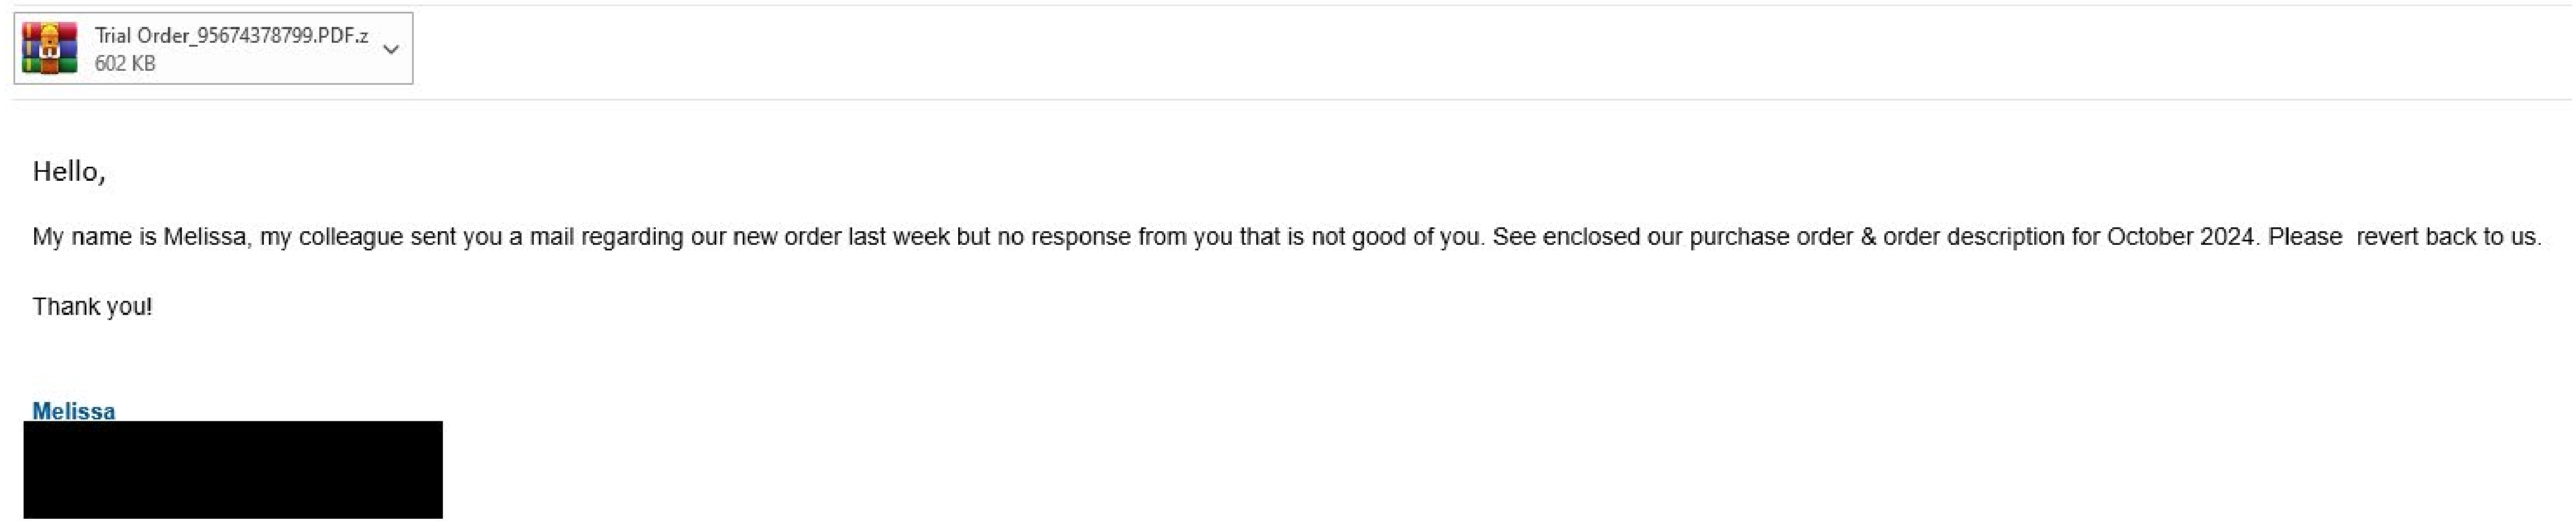 Trial Order_95674378799.PDF.z
602 KB
Hello,
My name is Melissa, my colleague sent you a mail regarding our new order last week but no response from you that is not good of you. See enclosed our purchase order & order description for October 2024. Please  revert back to us.
Thank you!
Melissa